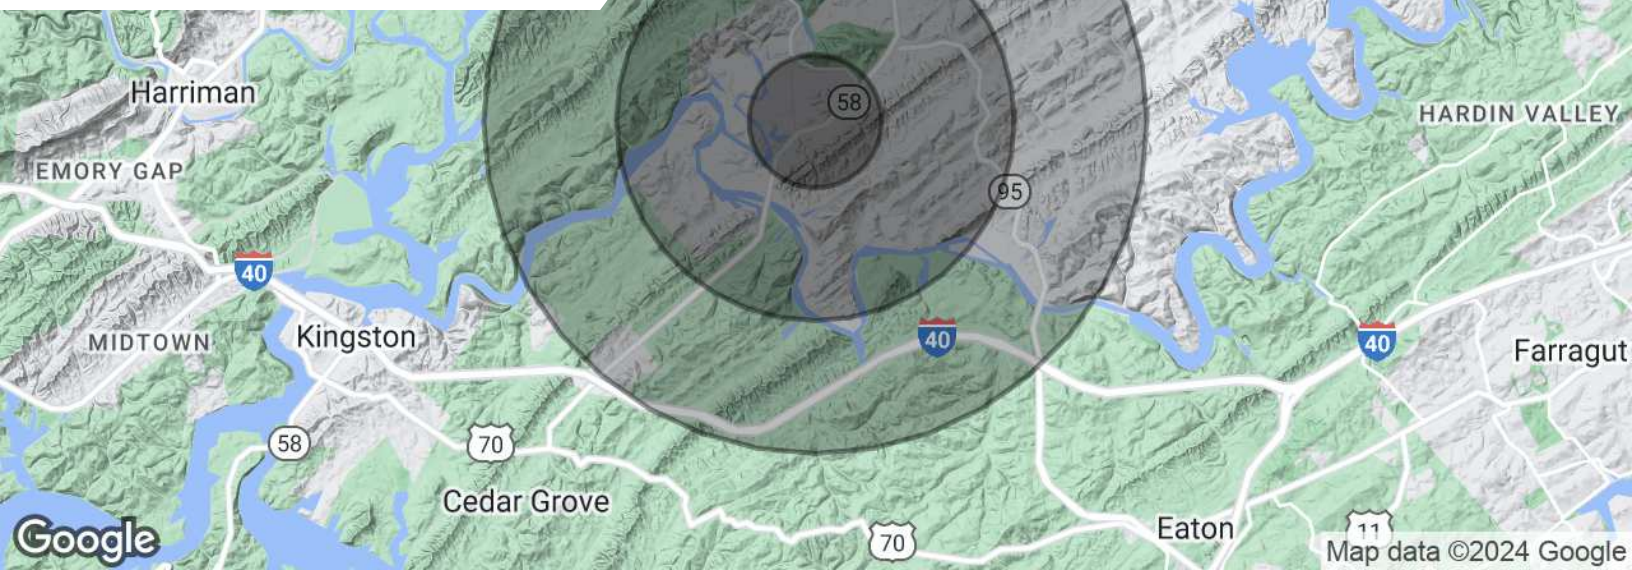 Harriman
58
HARDIN VALLEY
EMORY GAP
95
40
MIDTOWN
Kingston
40
40
Farragut
58
70
Cedar Grove
Eaton
11
70
Google
Map data ©2024 Google